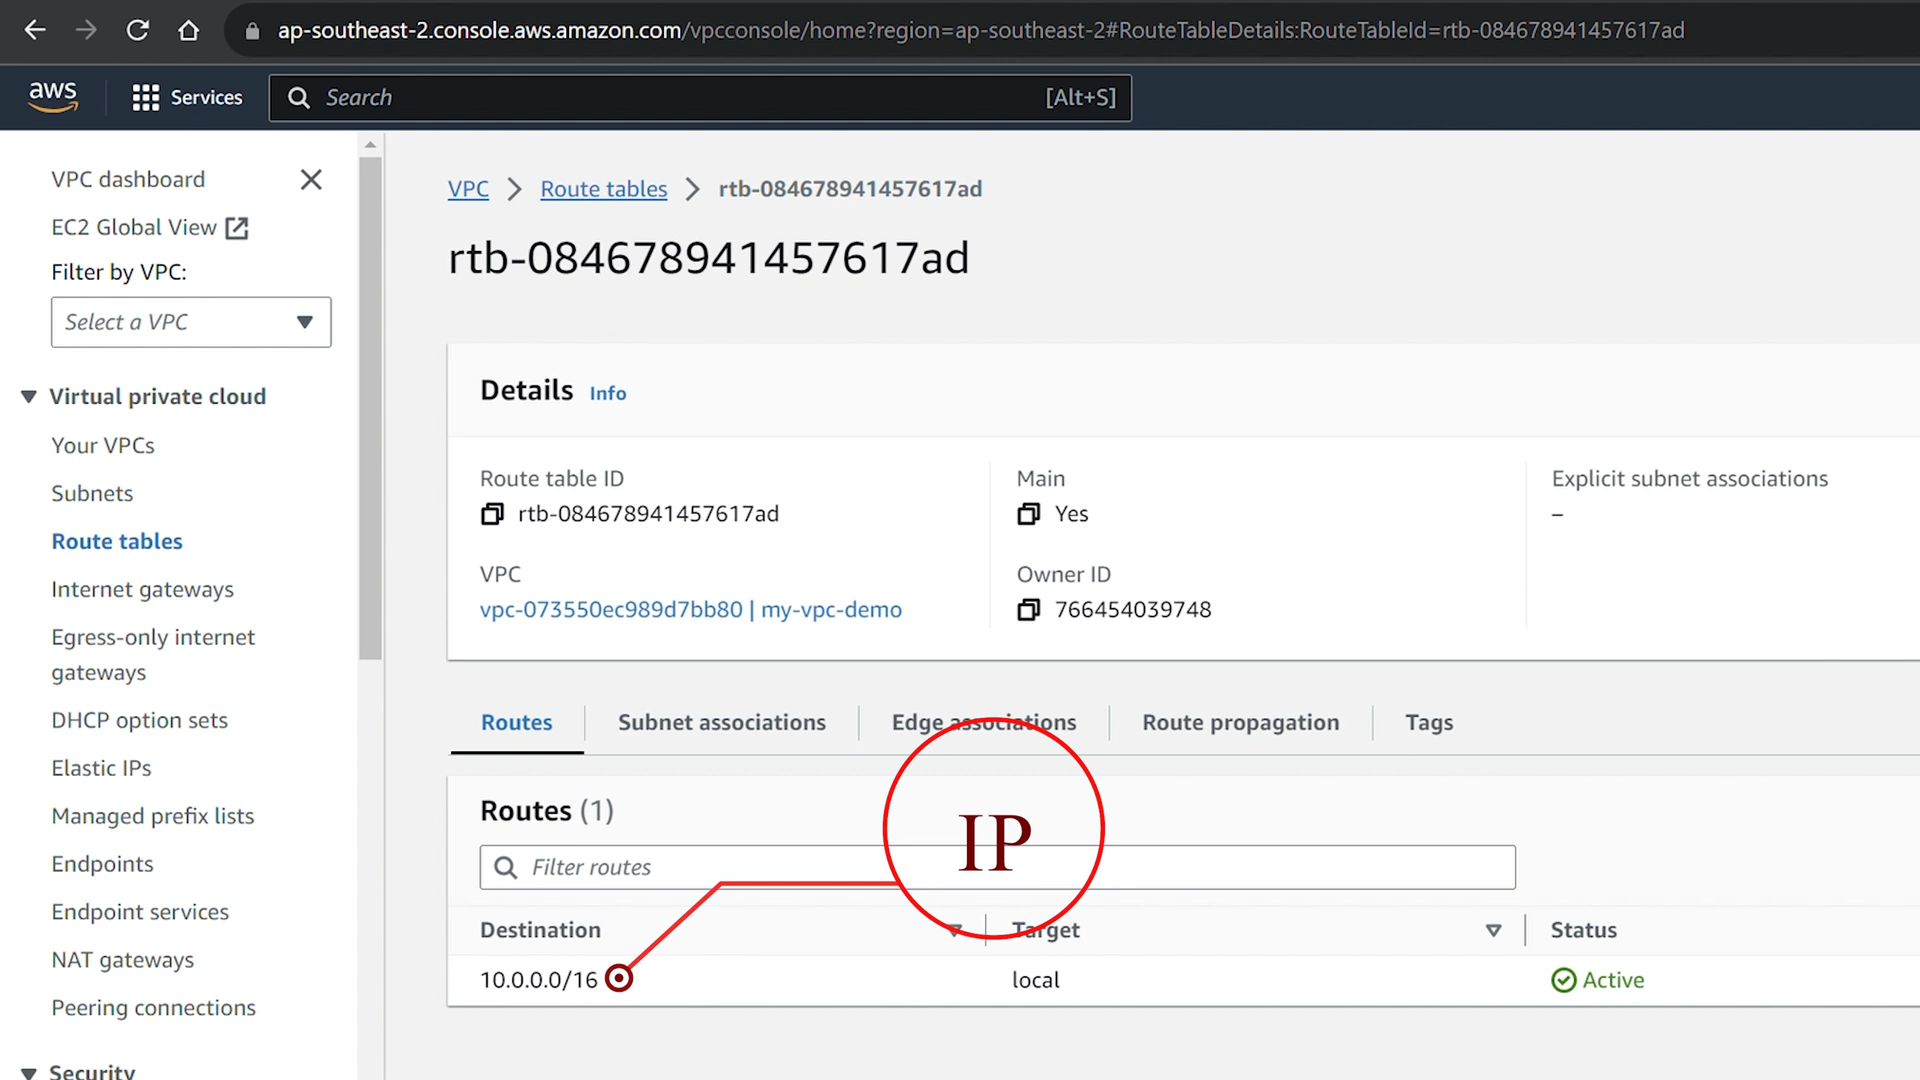 ap-southeast-2.console.aws.amazon.com/vpcconsole/home?region=ap-southeast-2#RouteTableDetails:RouteTableId=rtb-084678941457617ad
aws
Services
Search
[Alt+S]
VPC dashboard
EC2 Global View
Filter by VPC:
Select a VPC
Virtual private cloud
Your VPCs
Subnets
Route tables
Internet gateways
Egress-only internet
gateways
DHCP option sets
Elastic IPs
Managed prefix lists
Endpoints
Endpoint services
NAT gateways
Peering connections
Security
VPC > Route tables > rtb-084678941457617ad
rtb-084678941457617ad
Details Info
Route table ID
rtb-084678941457617ad
Main
Yes
Explicit subnet associations
–
VPC
vpc-073550ec989d7bb80 | my-vpc-demo
Owner ID
766454039748
Routes
Subnet associations
Edge associations
Route propagation
Tags
Routes (1)
IP
Filter routes
Destination
Target
Status
10.0.0.0/16
local
Active